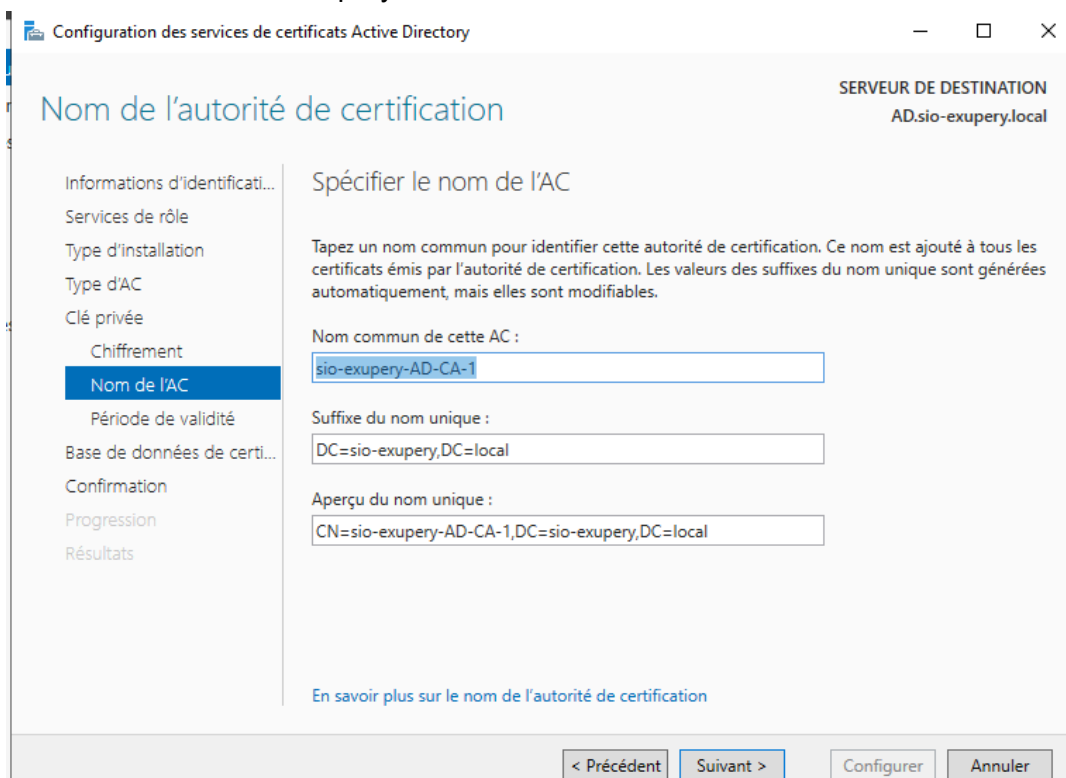 Configuration des services de certificats Active Directory
Nom de l'autorité de certification
SERVEUR DE DESTINATION
AD.sio-exupery.local
Informations d'identificati...
Services de rôle
Type d'installation
Type d'AC
Clé privée
Chiffrement
Nom de l'AC
Période de validité
Base de données de certi...
Confirmation
Progression
Résultats
Spécifier le nom de l'AC
Tapez un nom commun pour identifier cette autorité de certification. Ce nom est ajouté à tous les
certificats émis par l'autorité de certification. Les valeurs des suffixes du nom unique sont générées
automatiquement, mais elles sont modifiables.
Nom commun de cette AC :
sio-exupery-AD-CA-1
Suffixe du nom unique :
DC=sio-exupery,DC=local
Aperçu du nom unique :
CN=sio-exupery-AD-CA-1,DC=sio-exupery,DC=local
En savoir plus sur le nom de l'autorité de certification
< Précédent
Suivant >
Configurer
Annuler